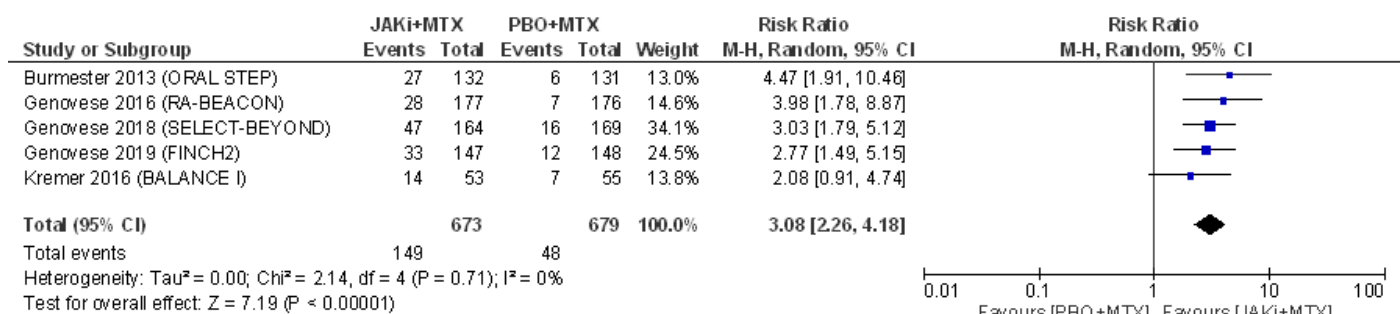 JAKi+MTX PBO+MTX Risk Ratio Risk Ratio
Study or Subgroup Events Total Events Total Weight M-H, Random, 95% CI M-H, Random, 95% CI
Burmester 2013 (ORAL STEP) 27 132 6 131 13.0% 4.47 [1.91, 10.46]
Genovese 2016 (RA-BEACON) 28 177 7 176 14.6% 3.98 [1.78, 8.87]
Genovese 2018 (SELECT-BEYOND) 47 164 16 169 34.1% 3.03 [1.79, 5.12]
Genovese 2019 (FINCH2) 33 147 12 148 24.5% 2.77 [1.49, 5.15]
Kremer 2016 (BALANCE I) 14 53 7 55 13.8% 2.08 [0.91, 4.74]
Total (95% CI) 673 679 100.0% 3.08 [2.26, 4.18]
Total events 149 48
Heterogeneity: Tau² = 0.00; Chi² = 2.14, df = 4 (P = 0.71); I² = 0%
Test for overall effect: Z = 7.19 (P < 0.00001)
0.01 0.1 1 10 100
Favours [PBO+MTX] Favours [JAKi+MTX]